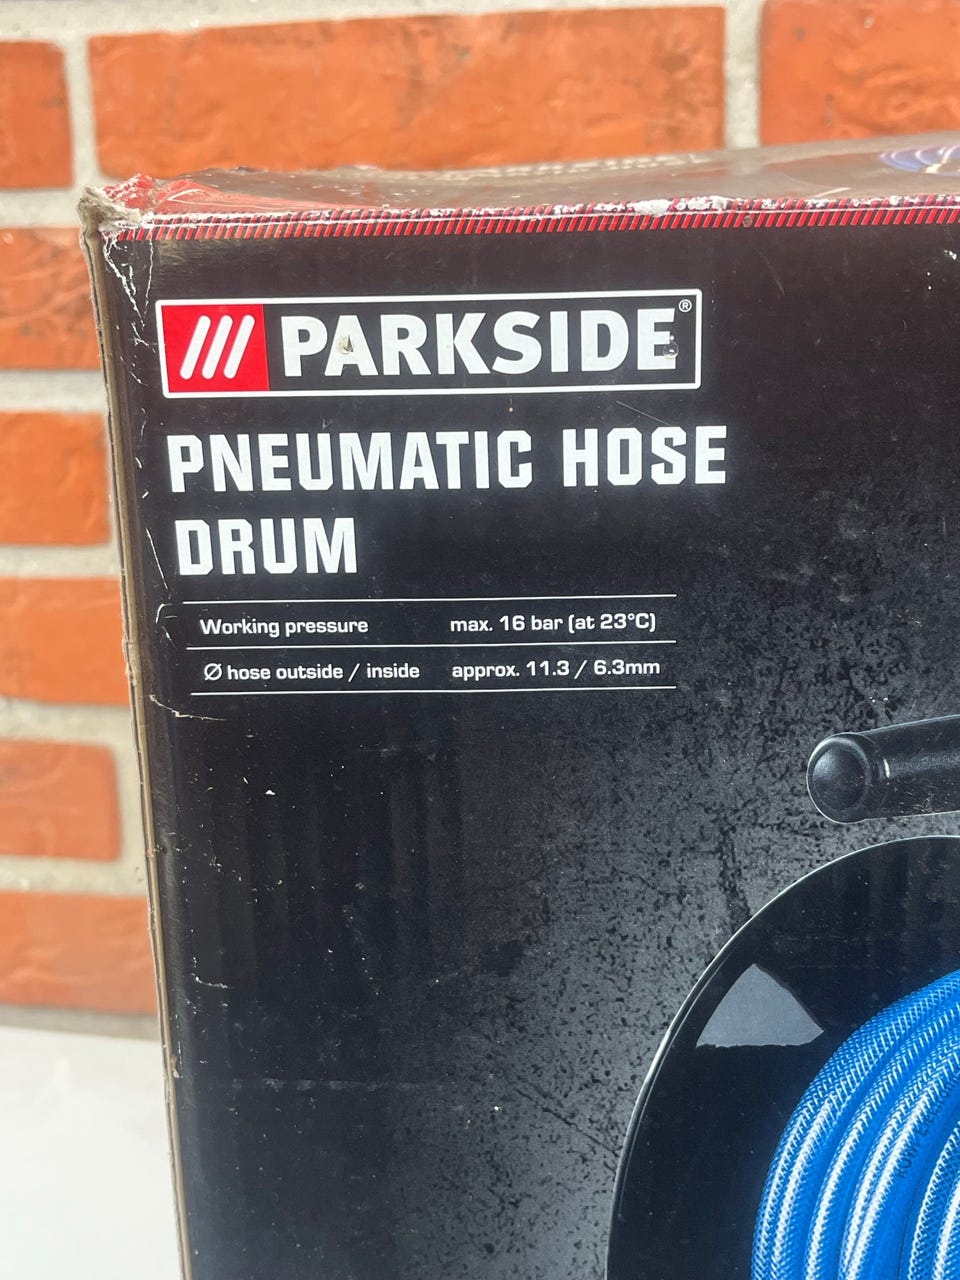 PARKSIDE®
PNEUMATIC HOSE
DRUM
Working pressure max. 16 bar (at 23°C)
Ø hose outside / inside approx. 11.3 / 6.3mm